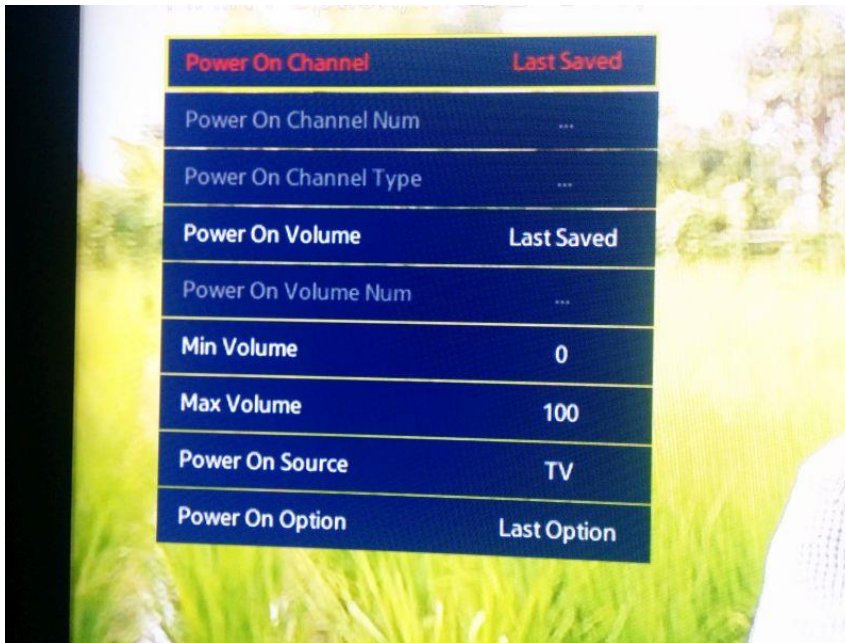 Power On Channel Last Saved
Power On Channel Num ...
Power On Channel Type ...
Power On Volume Last Saved
Power On Volume Num ...
Min Volume 0
Max Volume 100
Power On Source TV
Power On Option Last Option